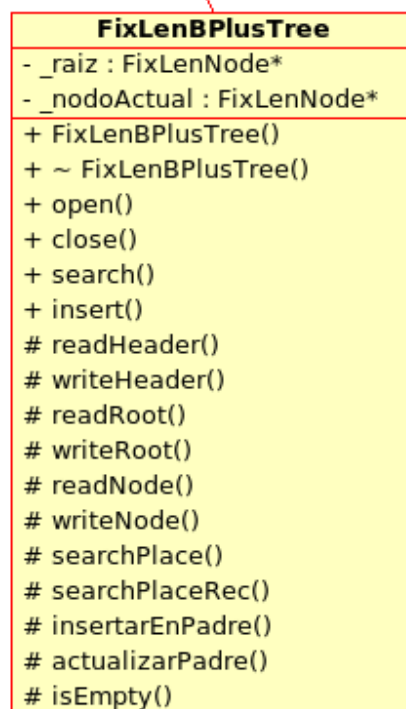 FixLenBPlusTree
- _raiz : FixLenNode*
- _nodoActual : FixLenNode*
+ FixLenBPlusTree()
+ ~ FixLenBPlusTree()
+ open()
+ close()
+ search()
+ insert()
# readHeader()
# writeHeader()
# readRoot()
# writeRoot()
# readNode()
# writeNode()
# searchPlace()
# searchPlaceRec()
# insertarEnPadre()
# actualizarPadre()
# isEmpty()